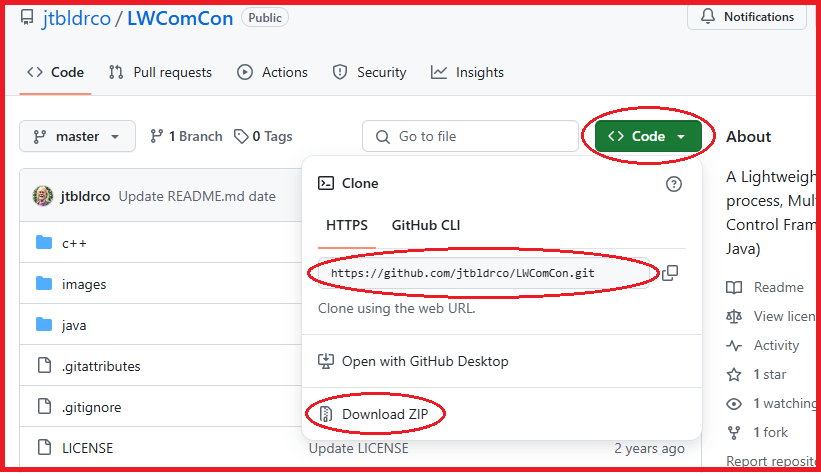 jtbldrco / LWComCon Public Notifications
<> Code Pull requests Actions Security Insights
master 1 Branch 0 Tags Go to file <> Code About
jtbldrco Update README.md date
c++
images
java
.gitattributes
.gitignore
LICENSE Update LICENSE 2 years ago
Clone
HTTPS GitHub CLI
https://github.com/jtbldrco/LWComCon.git
Clone using the web URL.
Open with GitHub Desktop
Download ZIP
A Lightweigh
process, Mul
Control Fram
Java)
Readme
View licen
Activity
1 star
1 watching
1 fork
Report reposito